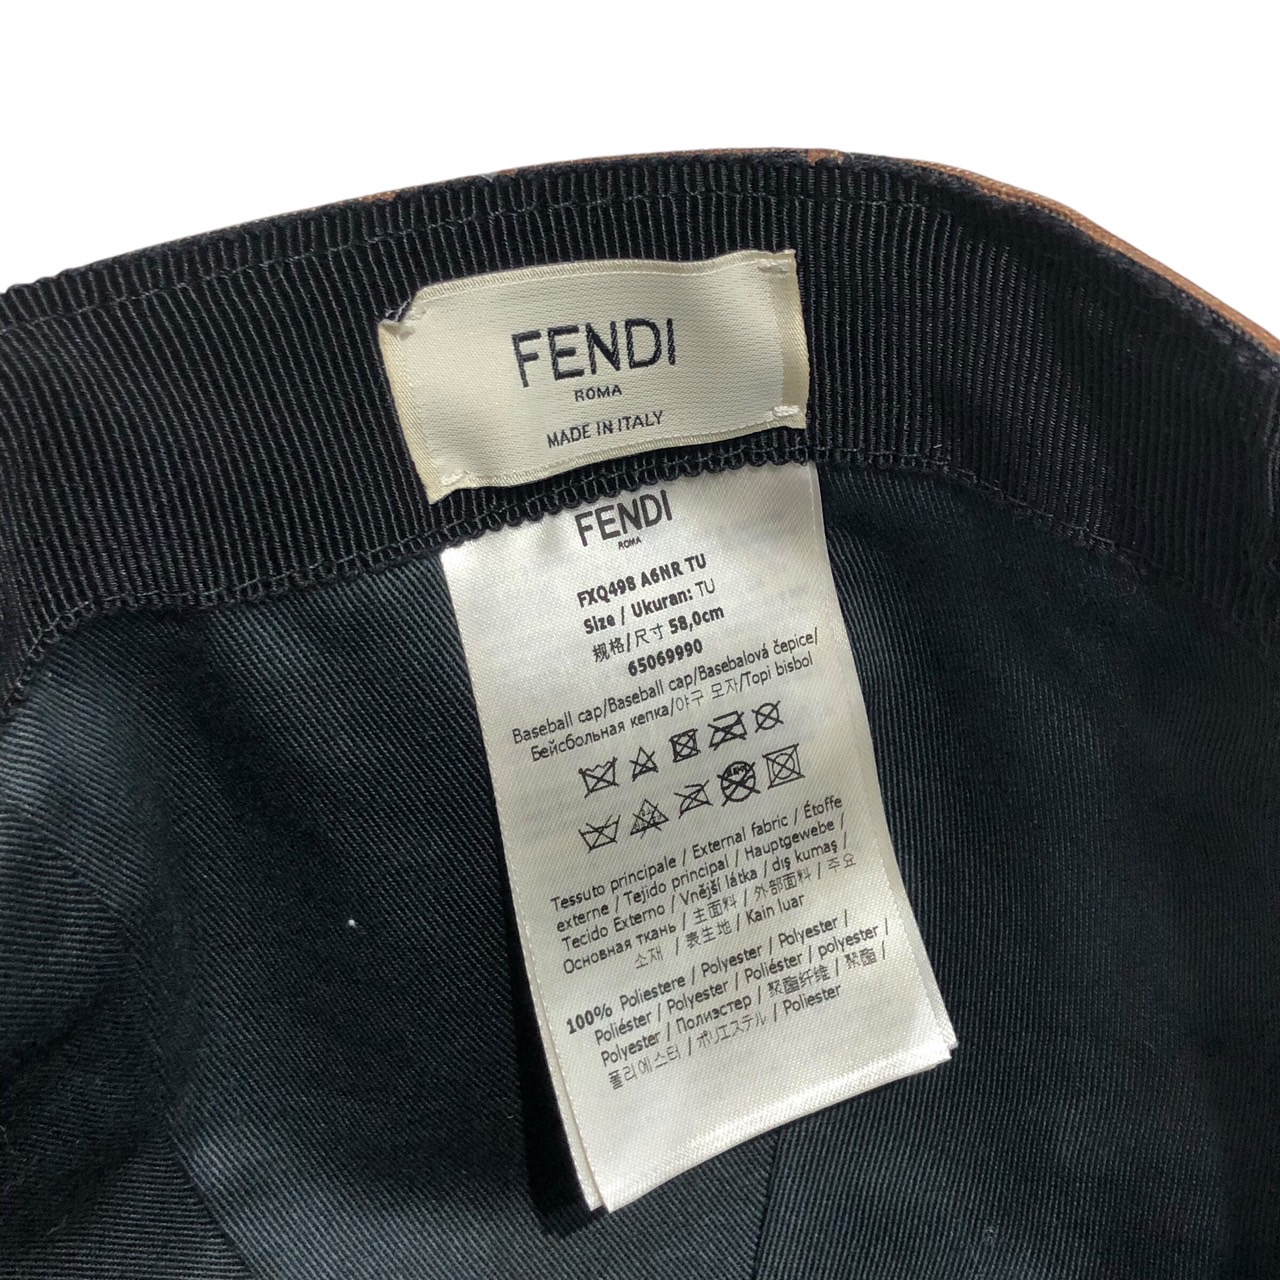 FENDI
ROMA
MADE IN ITALY
FENDI
ROMA
FXQ498 A6NR TU
Size / Ukuran: TU
规格/尺寸 58,0cm
65069990
Baseball cap/Baseball cap/Basebalová čepice/
Бейсбольная кепка/야구 모자/Topi bisbol
Tessuto principale / External fabric / Étoffe
externe / Tejido principal / Hauptgewebe /
Tecido Externo / Vnější látka / dış kumaş /
Основная ткань / 主面料 / 外部面料 / 주요
소재 / 表生地 / Kain luar
100% Poliestere / Polyester / Polyester /
Poliéster / Polyester / Poliéster / polyester /
Polyester / Полиэстер / 聚酯纤维 / 聚酯 /
폴리에스터 / ポリエステル / Poliester